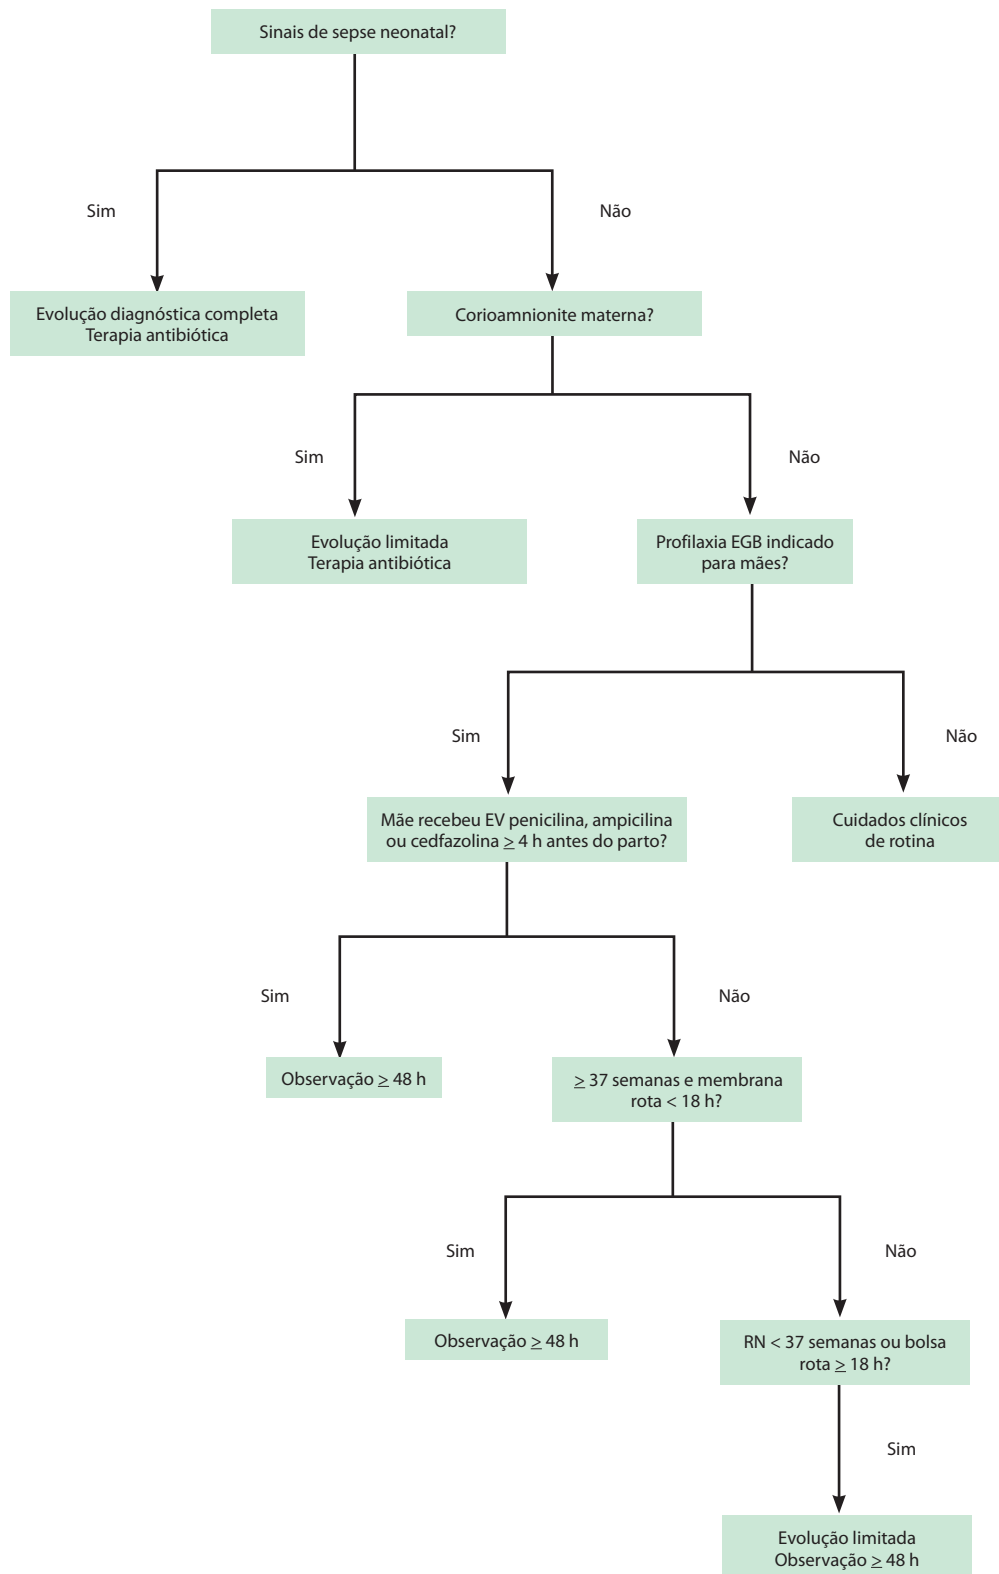 Sinais de sepse neonatal?
Sim
Não
Evolução diagnóstica completa
Terapia antibiótica
Corioamnionite materna?
Sim
Não
Evolução limitada
Terapia antibiótica
Profilaxia EGB indicado
para mães?
Sim
Não
Mãe recebeu EV penicilina, ampicilina
ou cedfazolina ≥ 4 h antes do parto?
Cuidados clínicos
de rotina
Sim
Não
Observação ≥ 48 h
≥ 37 semanas e membrana
rota < 18 h?
Sim
Não
Observação ≥ 48 h
RN < 37 semanas ou bolsa
rota ≥ 18 h?
Sim
Evolução limitada
Observação ≥ 48 h